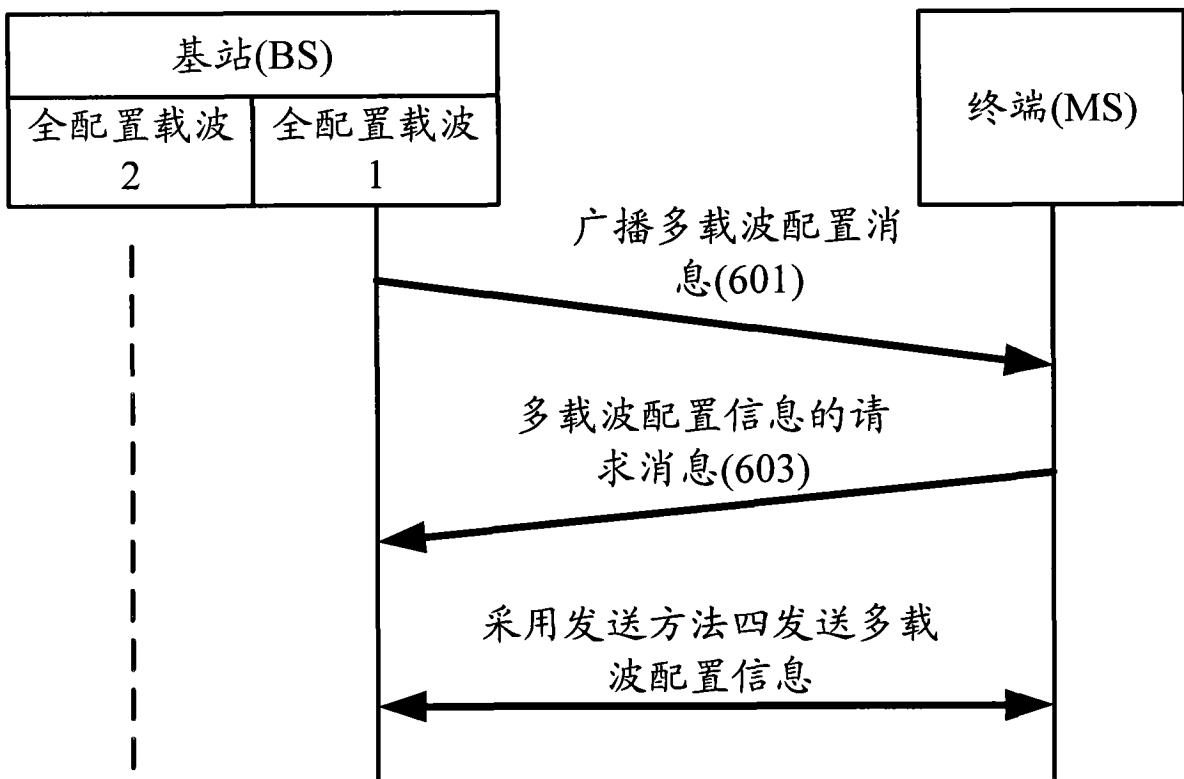 基站(BS)
全配置载波
2
全配置载波
1
终端(MS)
广播多载波配置消
息(601)
多载波配置信息的请
求消息(603)
采用发送方法四发送多载
波配置信息